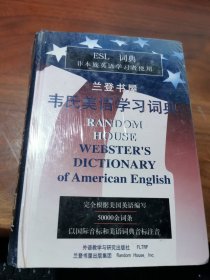 ESL 词典
非本族英语学习者使用
兰登书屋
韦氏英语学习词典
RANDOM
HOUSE
WEBSTER'S
DICTIONARY
of American English
完全根据美国英语编写
50000余词条
以国际音标和美语词典音标注音
外语教学与研究出版社 FLTRP
兰登书屋出版集团 Random House, Inc